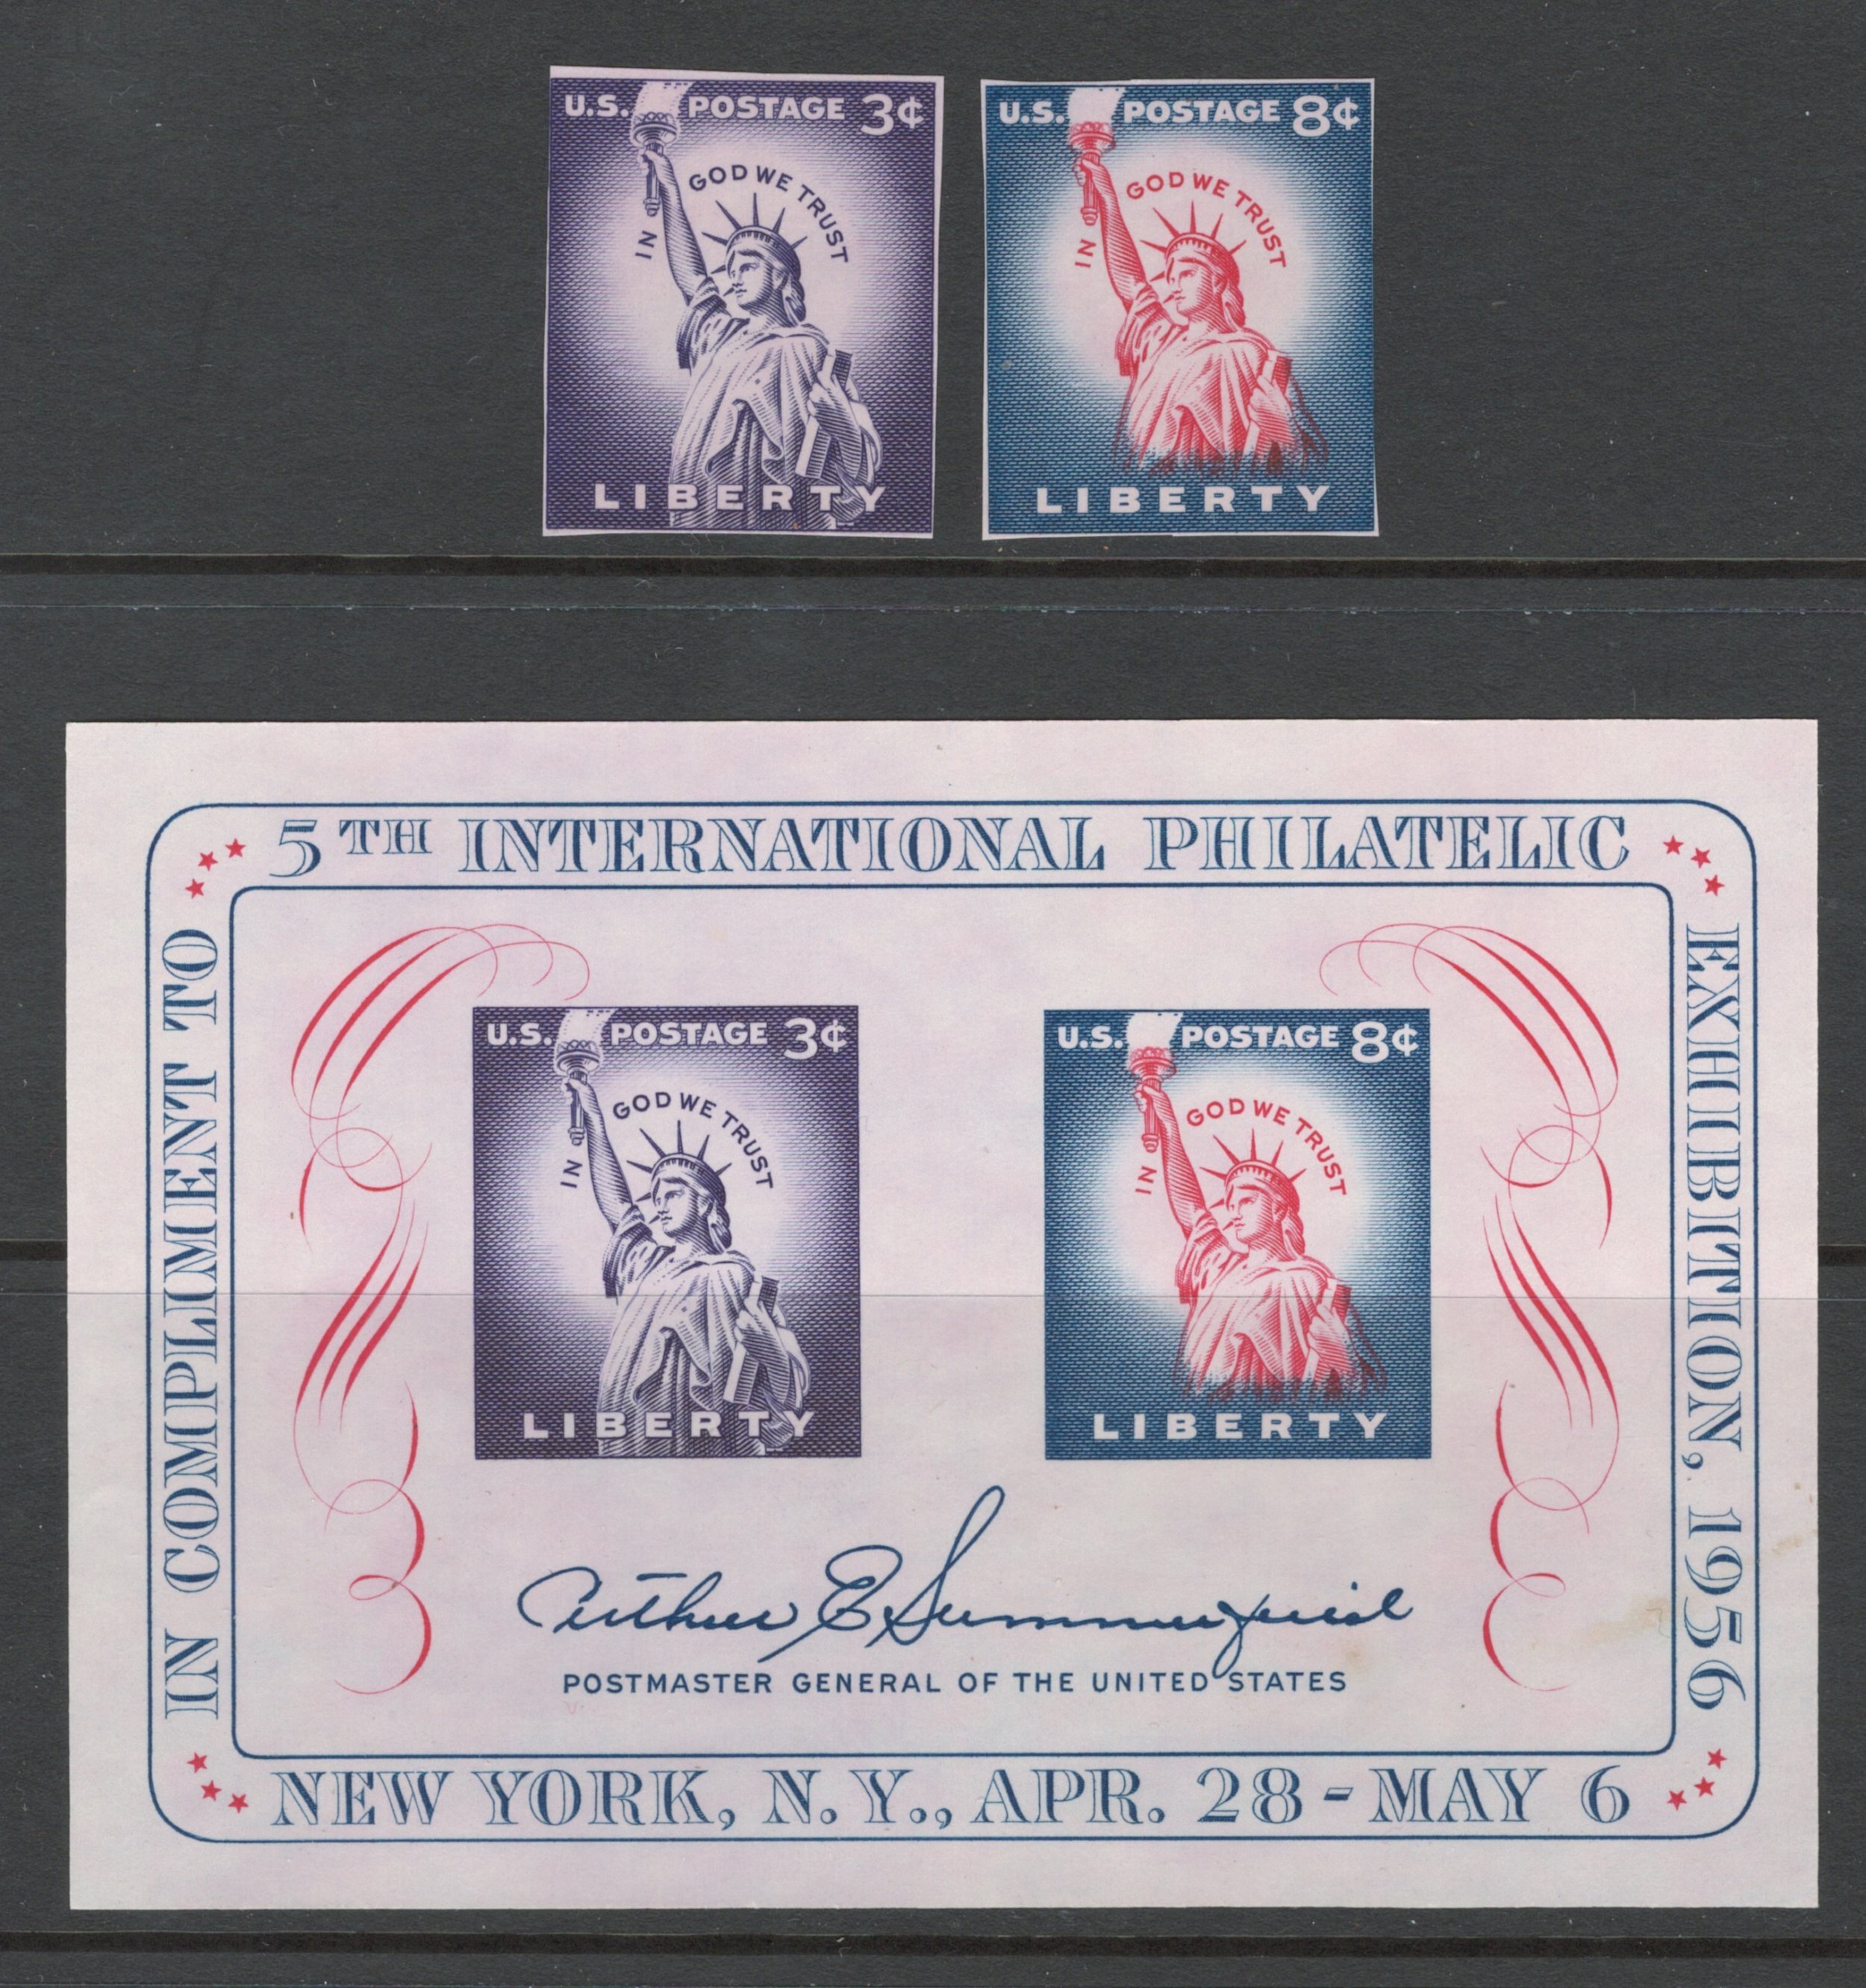 U.S. POSTAGE 3¢
IN GOD WE TRUST
LIBERTY
U.S. POSTAGE 8¢
IN GOD WE TRUST
LIBERTY
IN COMPLIMENT TO
5TH INTERNATIONAL PHILATELIC
EXHIBITION, 1956
U.S. POSTAGE 3¢
IN GOD WE TRUST
LIBERTY
U.S. POSTAGE 8¢
IN GOD WE TRUST
LIBERTY
Arthur E Summerfield
POSTMASTER GENERAL OF THE UNITED STATES
NEW YORK, N.Y., APR. 28 - MAY 6